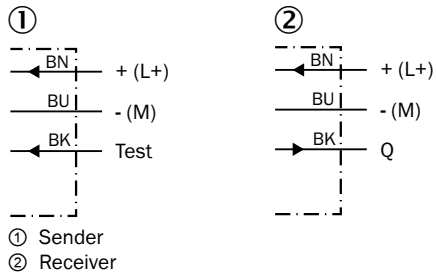 ① ②
BN + (L+) BN + (L+)
BU - (M) BU - (M)
BK Test BK Q
① Sender
② Receiver